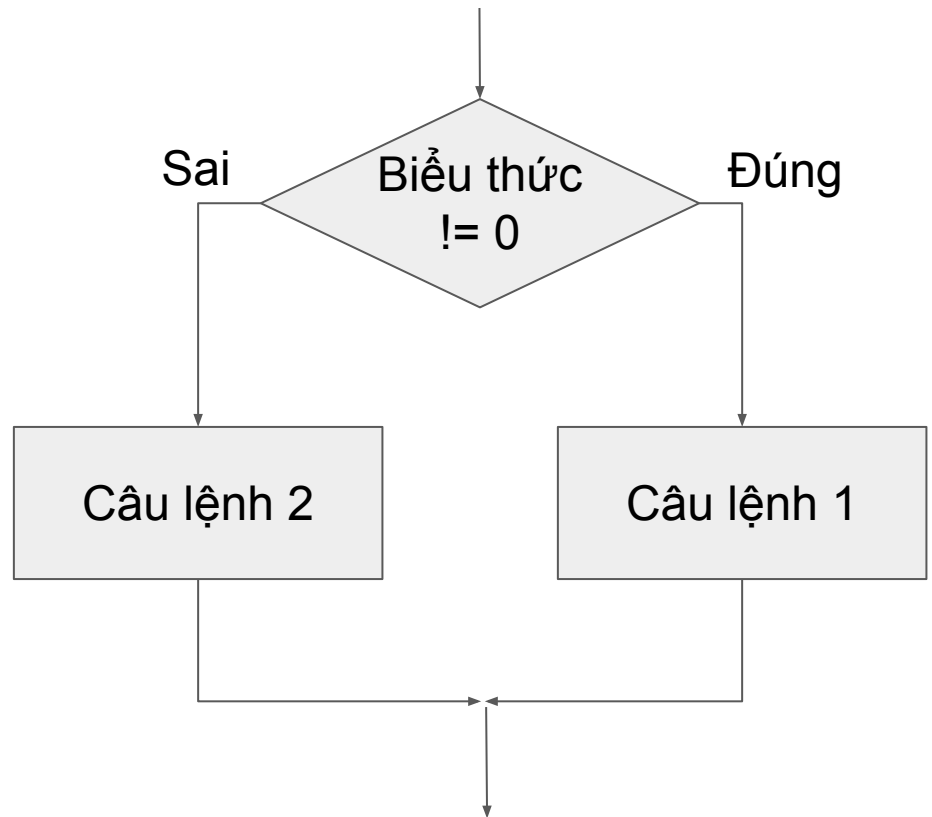 Sai
Biểu thức
!= 0
Đúng
Câu lệnh 2
Câu lệnh 1